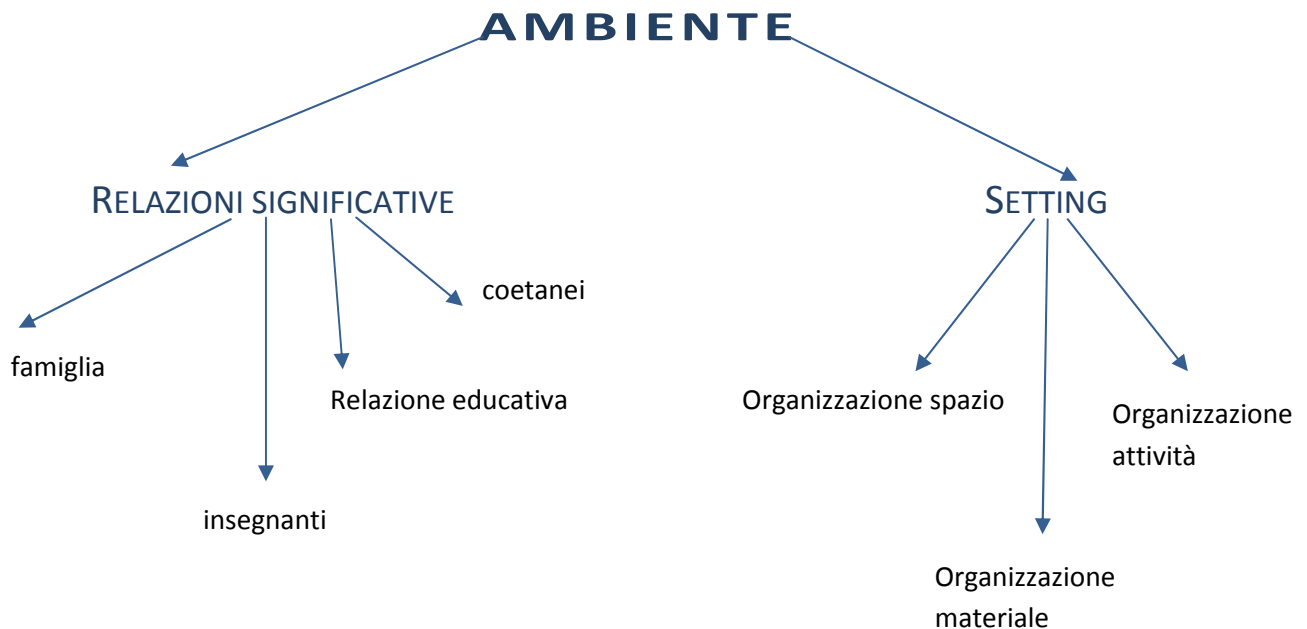 AMBIENTE
RELAZIONI SIGNIFICATIVE
SETTING
coetanei
famiglia
Relazione educativa
Organizzazione spazio
Organizzazione
attività
insegnanti
Organizzazione
materiale